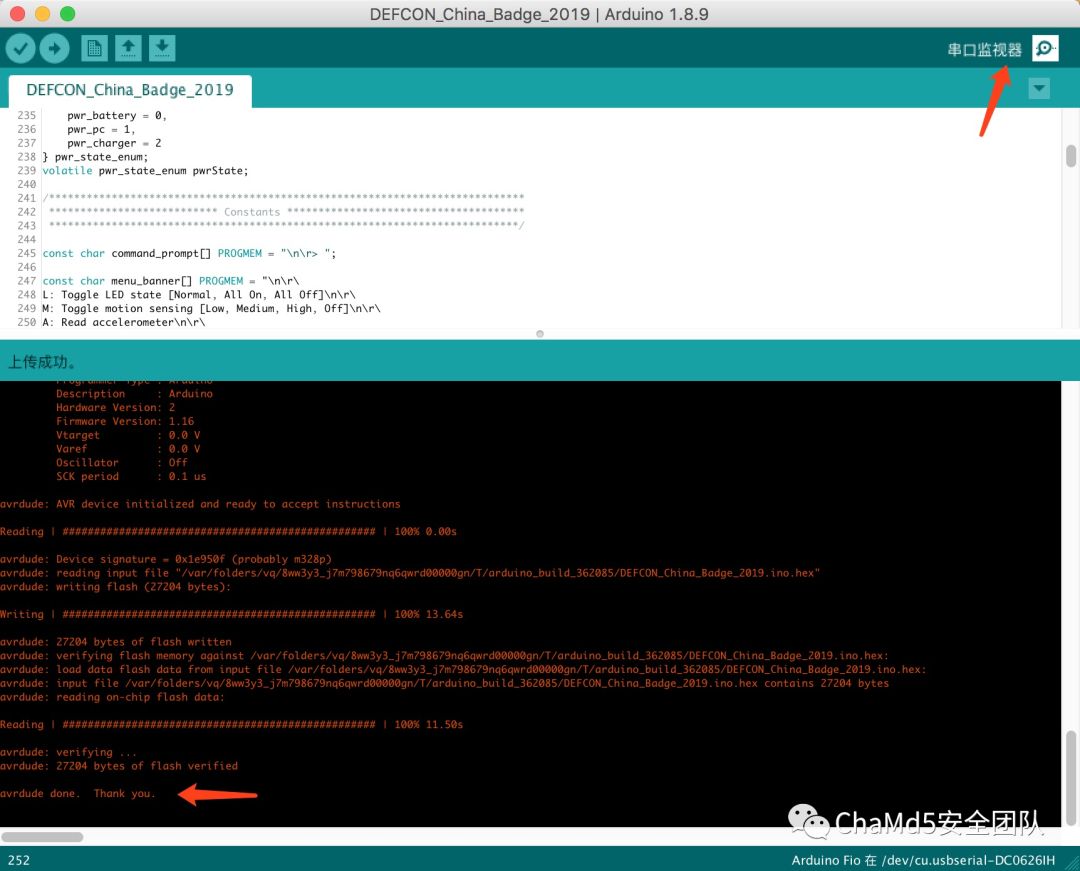 DEFCON_China_Badge_2019 | Arduino 1.8.9
串口监视器
DEFCON_China_Badge_2019
235 pwr_battery = 0,
236 pwr_pc = 1,
237 pwr_charger = 2
238 } pwr_state_enum;
239 volatile pwr_state_enum pwrState;
240
241 /****************************************************************************
242 *************************** Constants **************************************
243 ***************************************************************************/
244
245 const char command_prompt[] PROGMEM = "\n\r> ";
246
247 const char menu_banner[] PROGMEM = "\n\r\
248 L: Toggle LED state [Normal, All On, All Off]\n\r\
249 M: Toggle motion sensing [Low, Medium, High, Off]\n\r\
250 A: Read accelerometer\n\r\
上传成功。
Programmer Type : Arduino
Description : Arduino
Hardware Version: 2
Firmware Version: 1.16
Vtarget : 0.0 V
Varef : 0.0 V
Oscillator : Off
SCK period : 0.1 us
avrdude: AVR device initialized and ready to accept instructions
Reading | ################################################## | 100% 0.00s
avrdude: Device signature = 0x1e950f (probably m328p)
avrdude: reading input file "/var/folders/vq/8ww3y3_j7m798679nq6qwrd00000gn/T/arduino_build_362085/DEFCON_China_Badge_2019.ino.hex"
avrdude: writing flash (27204 bytes):
Writing | ################################################## | 100% 13.64s
avrdude: 27204 bytes of flash written
avrdude: verifying flash memory against /var/folders/vq/8ww3y3_j7m798679nq6qwrd00000gn/T/arduino_build_362085/DEFCON_China_Badge_2019.ino.hex:
avrdude: load data flash data from input file /var/folders/vq/8ww3y3_j7m798679nq6qwrd00000gn/T/arduino_build_362085/DEFCON_China_Badge_2019.ino.hex:
avrdude: input file /var/folders/vq/8ww3y3_j7m798679nq6qwrd00000gn/T/arduino_build_362085/DEFCON_China_Badge_2019.ino.hex contains 27204 bytes
avrdude: reading on-chip flash data:
Reading | ################################################## | 100% 11.50s
avrdude: verifying ...
avrdude: 27204 bytes of flash verified
avrdude done.  Thank you.
ChaMd5安全团队
252
Arduino Fio 在 /dev/cu.usbserial-DC0626IH